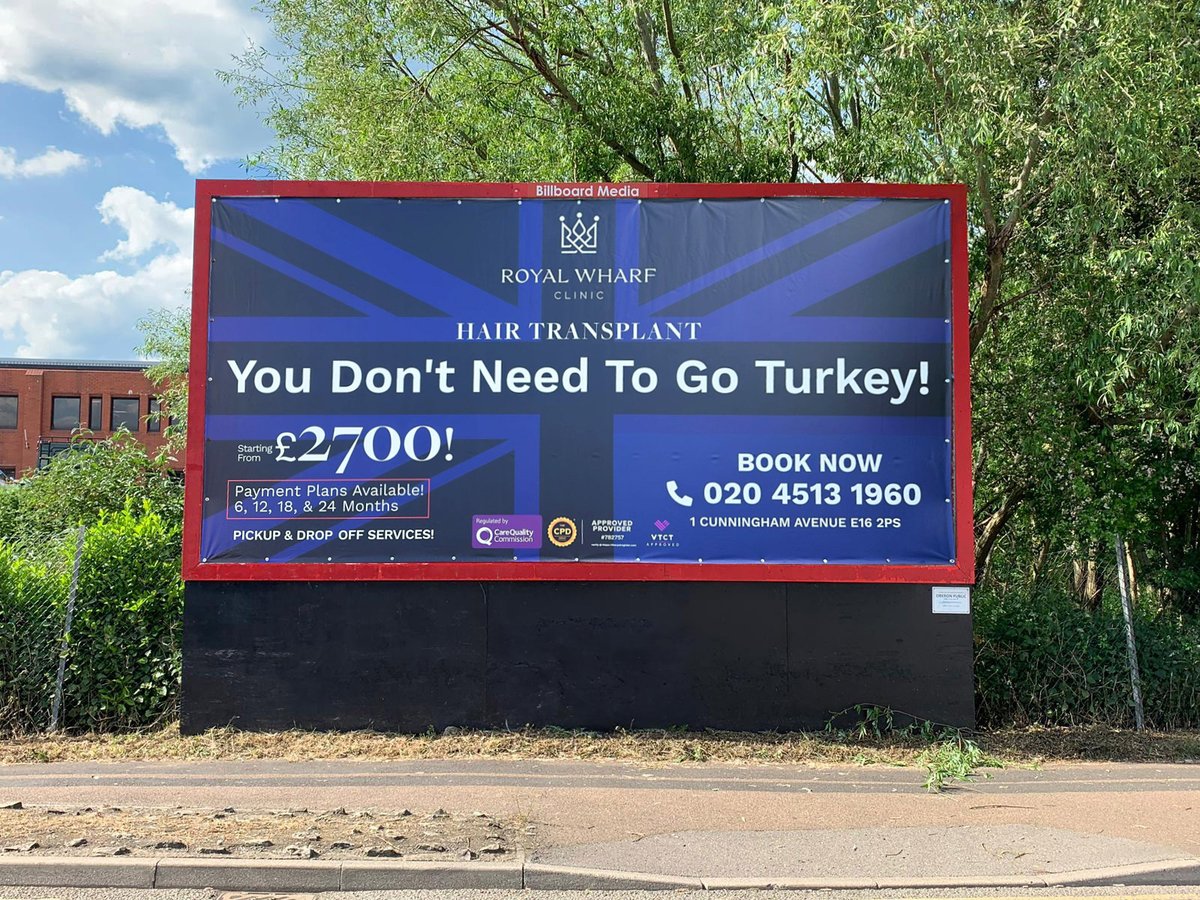 Billboard Media
ROYAL WHARF
CLINIC
HAIR TRANSPLANT
You Don't Need To Go Turkey!
Starting From £2700!
Payment Plans Available!
6, 12, 18, & 24 Months
PICKUP & DROP OFF SERVICES!
BOOK NOW
020 4513 1960
1 CUNNINGHAM AVENUE E16 2PS
Regulated by
CareQuality
Commission
CPD
APPROVED
PROVIDER
#782757
VTCT
APPROVED